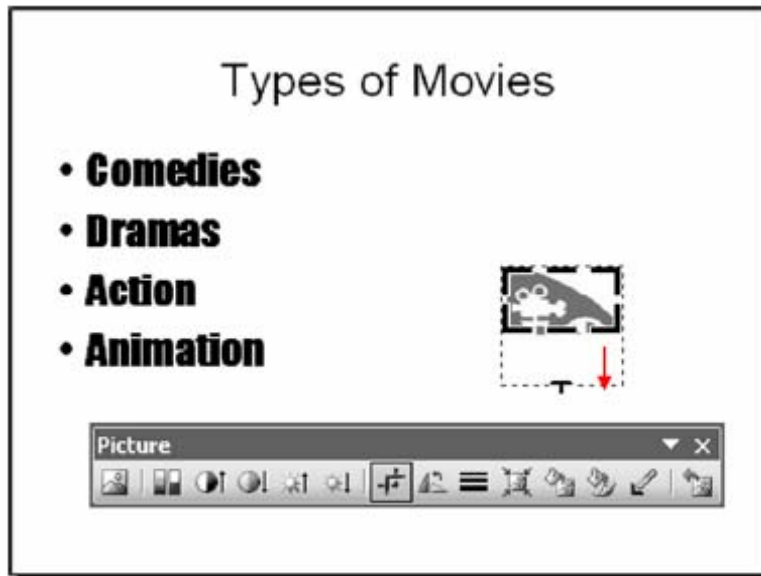 Types of Movies
• Comedies
• Dramas
• Action
• Animation
Picture